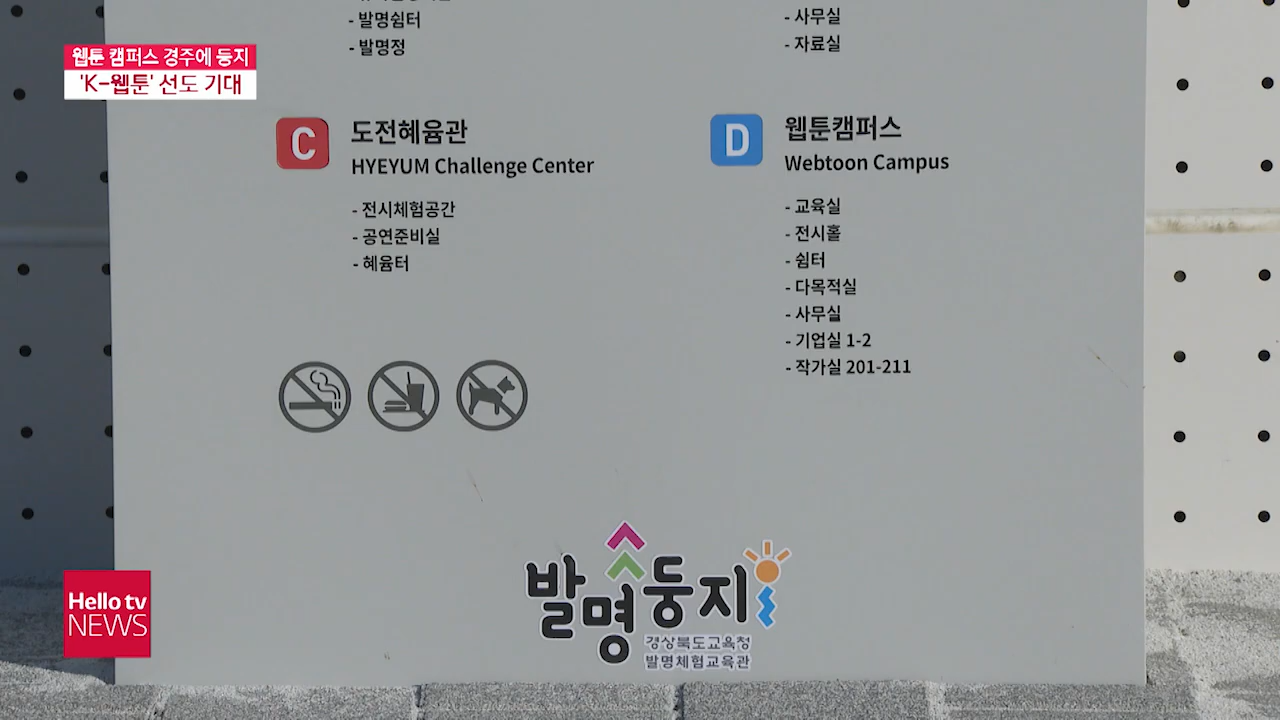 웹툰 캠퍼스 경주에 둥지
'K-웹툰' 선도 기대
- 발명쉼터
- 발명정
- 사무실
- 자료실
C 도전혜윰관
HYEYUM Challenge Center
- 전시체험공간
- 공연준비실
- 혜윰터
D 웹툰캠퍼스
Webtoon Campus
- 교육실
- 전시홀
- 쉼터
- 다목적실
- 사무실
- 기업실 1-2
- 작가실 201-211
발명둥지
경상북도교육청
발명체험교육관
Hello tv
NEWS